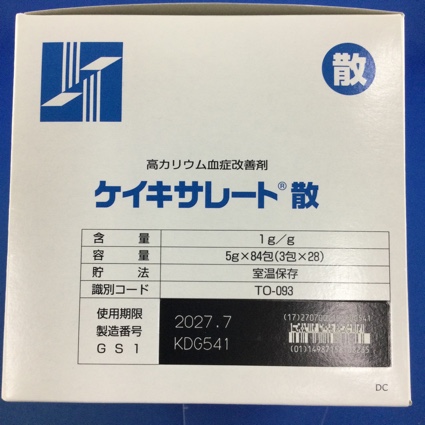 散
高カリウム血症改善剤
ケイキサレート®散
含量 1g/g
容量 5g×84包(3包×28)
貯法 室温保存
識別コード TO-093
使用期限 2027.7
製造番号 KDG541
GS1
DC